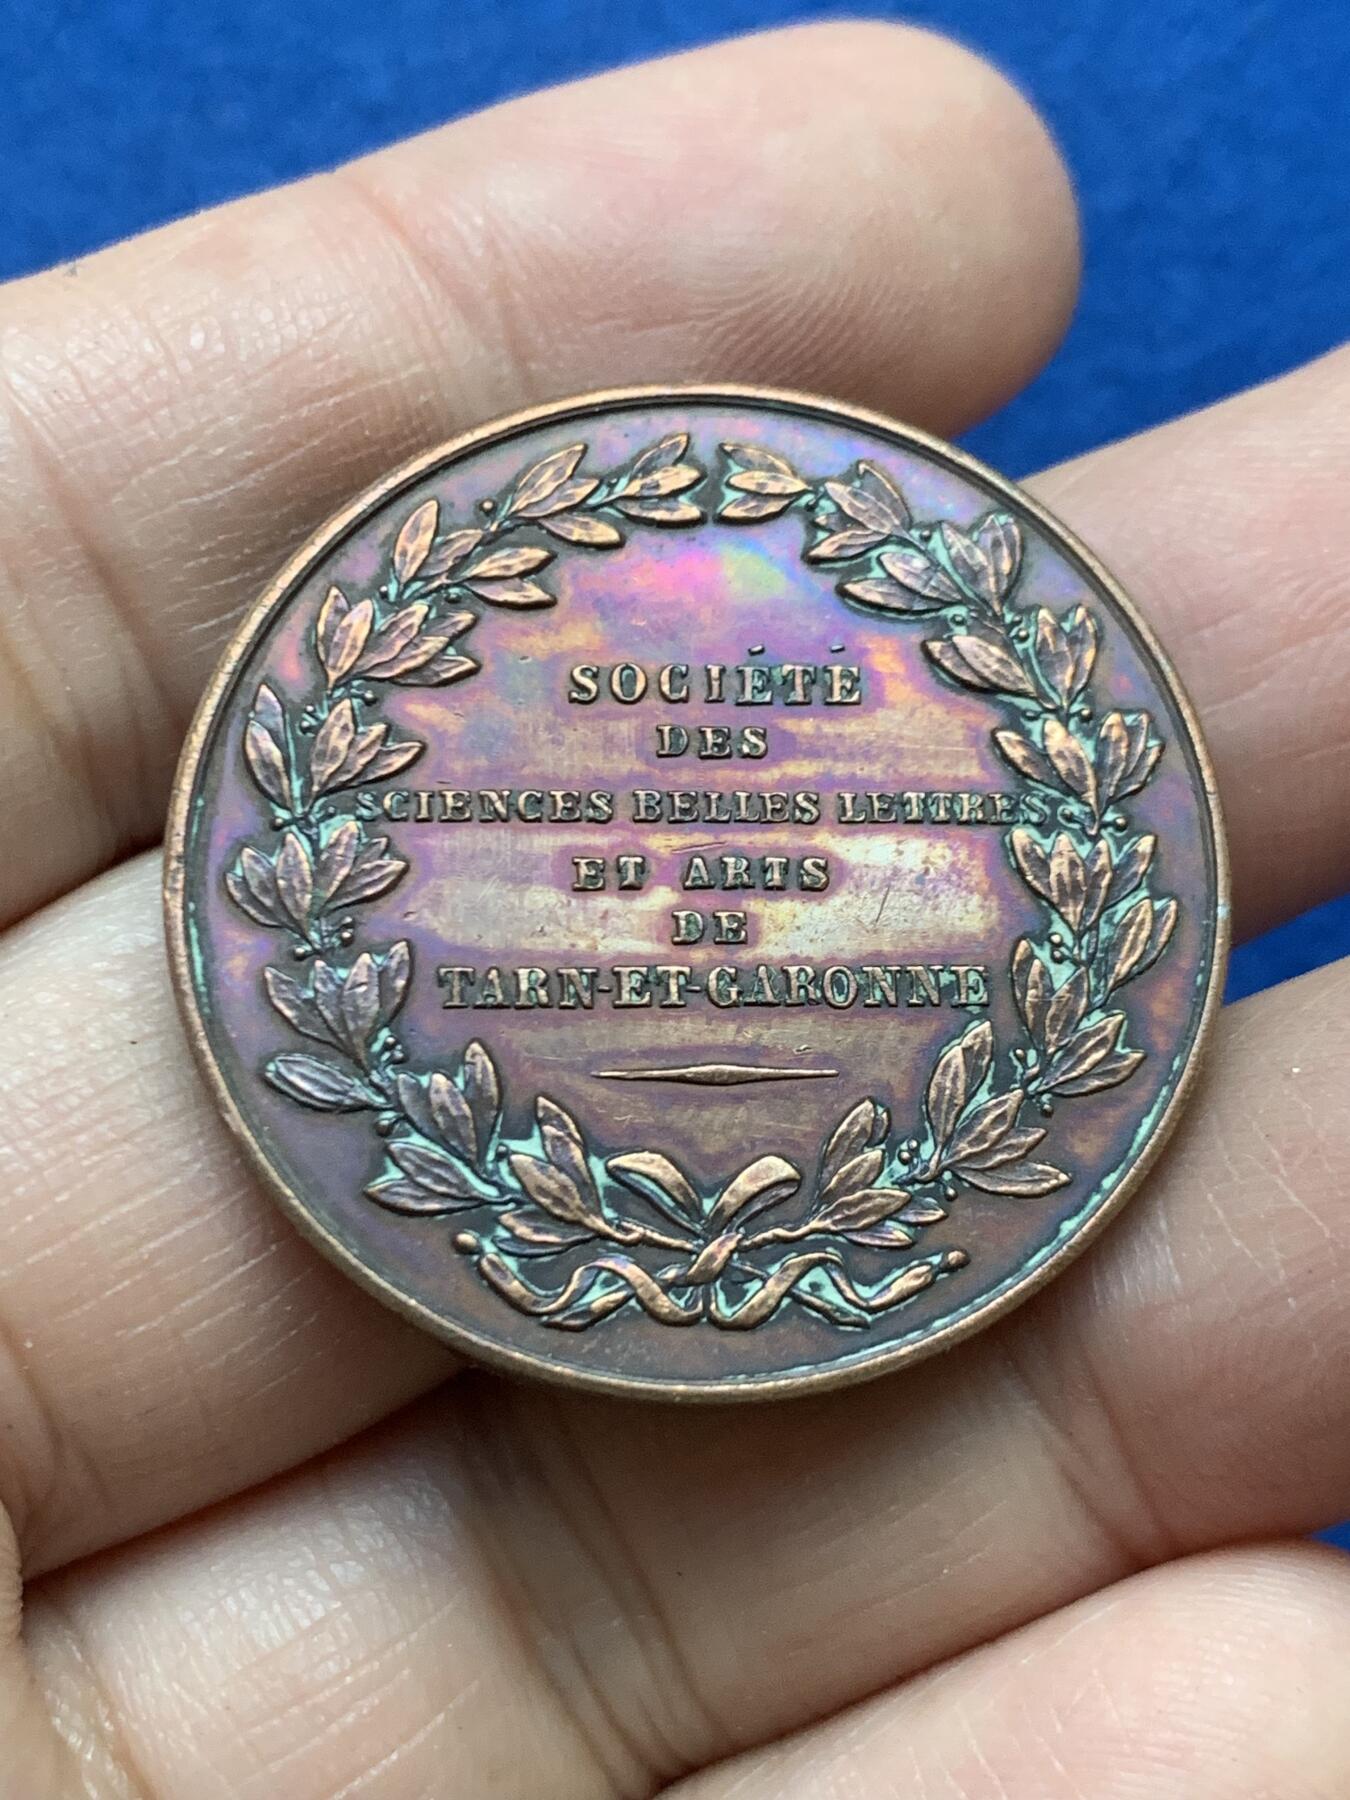 SOCIÉTÉ
DES
SCIENCES BELLES LETTRES
ET ARTS
DE
TARN-ET-GARONNE